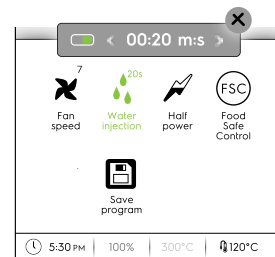 00:20 m:s
7
20s
FSC
Fan speed
Water injection
Half power
Food Safe Control
Save program
5:30 PM
100%
300°C
120°C